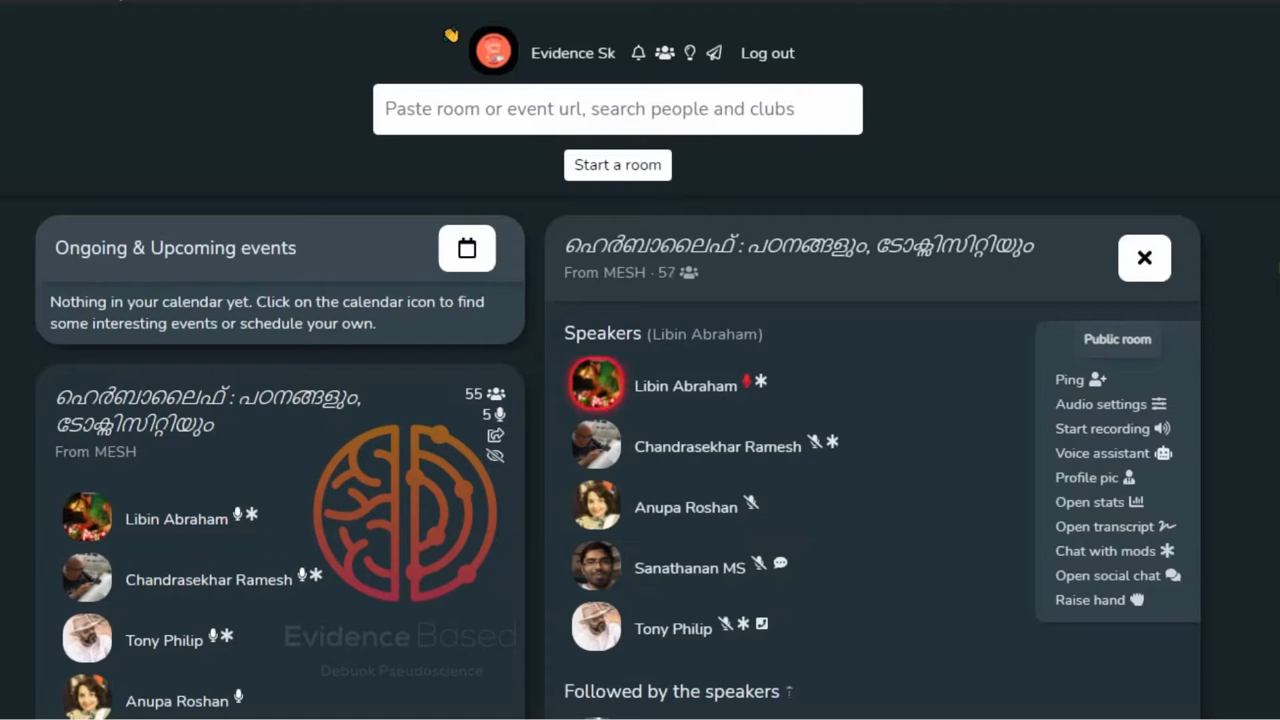 Evidence Sk
Log out
Paste room or event url, search people and clubs
Start a room
Ongoing & Upcoming events
Nothing in your calendar yet. Click on the calendar icon to find
some interesting events or schedule your own.
ഹെർബാലൈഫ് : പഠനങ്ങളും,
ടോക്സിസിറ്റിയും
From MESH
55
5
Libin Abraham
Chandrasekhar Ramesh
Tony Philip
Anupa Roshan
Evidence Based
Debunk Pseudoscience
ഹെർബാലൈഫ് : പഠനങ്ങളും, ടോക്സിസിറ്റിയും
From MESH · 57
Speakers (Libin Abraham)
Libin Abraham
Chandrasekhar Ramesh
Anupa Roshan
Sanathanan MS
Tony Philip
Followed by the speakers ↑
Public room
Ping
Audio settings
Start recording
Voice assistant
Profile pic
Open stats
Open transcript
Chat with mods
Open social chat
Raise hand